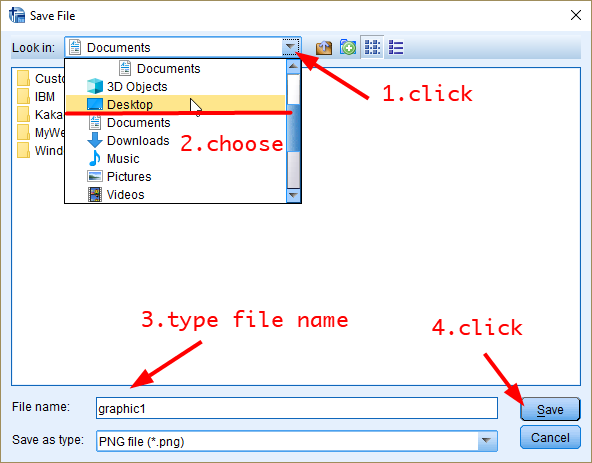 Save File
Look in: Documents
Documents
3D Objects
Desktop
Documents
Downloads
Music
Pictures
Videos
Custo
IBM
Kaka
MyWe
Wind
1.click
2.choose
3.type file name
4.click
File name: graphic1
Save
Save as type: PNG file (*.png)
Cancel